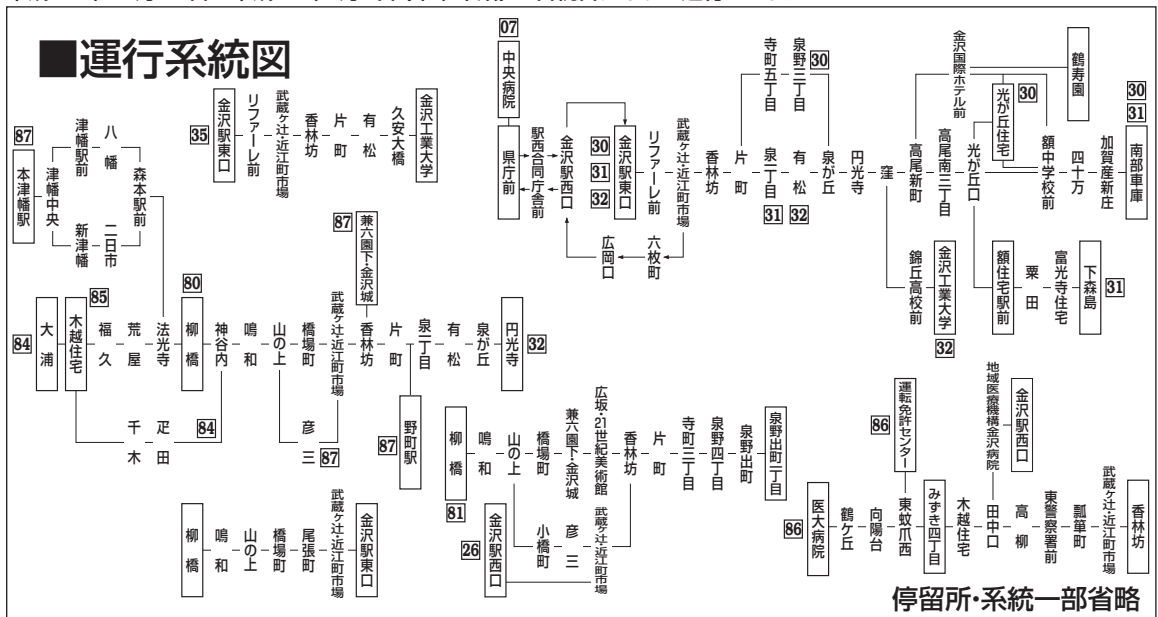 ■運行系統図
35
金沢駅東口
リファーレ前
武蔵ヶ辻・近江町市場
香林坊
片町
有松
久安大橋
金沢工業大学
87
本津幡駅
津幡中央
津幡駅前
八幡
新津幡
二日市
森本駅前
84
大浦
85
木越住宅
福久
荒屋
法光寺
80
柳橋
神谷内
鳴和
山の上
橋場町
武蔵ヶ辻・近江町市場
87
兼六園下・金沢城
香林坊
片町
泉一丁目
有松
泉が丘
円光寺
32
千木
疋田
84
彦三
87
87
野町駅
柳橋
鳴和
山の上
橋場町
尾張町
武蔵ヶ辻・近江町市場
金沢駅東口
07
中央病院
県庁前
駅西合同庁舎前
金沢駅西口
30
31
32
金沢駅東口
リファーレ前
武蔵ヶ辻・近江町市場
六枚町
広岡口
香林坊
片町
寺町五丁目
泉野三丁目
30
泉一丁目
31
有松
32
泉が丘
円光寺
窪
高尾新町
高尾南三丁目
光が丘口
金沢国際ホテル前
光が丘住宅
30
鶴寿園
額中学校前
四十万
加賀産新庄
30
31
南部車庫
錦丘高校前
金沢工業大学
32
額住宅駅前
粟田
富光寺住宅
下森島
31
柳橋
81
鳴和
山の上
橋場町
兼六園下・金沢城
広坂・21世紀美術館
香林坊
片町
寺町三丁目
泉野四丁目
泉野出町
泉野出町一丁目
26
金沢駅西口
小橋町
彦三
武蔵ヶ辻・近江町市場
86
医大病院
鶴ケ丘
向陽台
86
運転免許センター
東蚊爪西
みずき四丁目
木越住宅
田中口
地域医療機構金沢病院
金沢駅西口
高柳
東警察署前
瓢箪町
武蔵ヶ辻・近江町市場
香林坊
停留所・系統一部省略